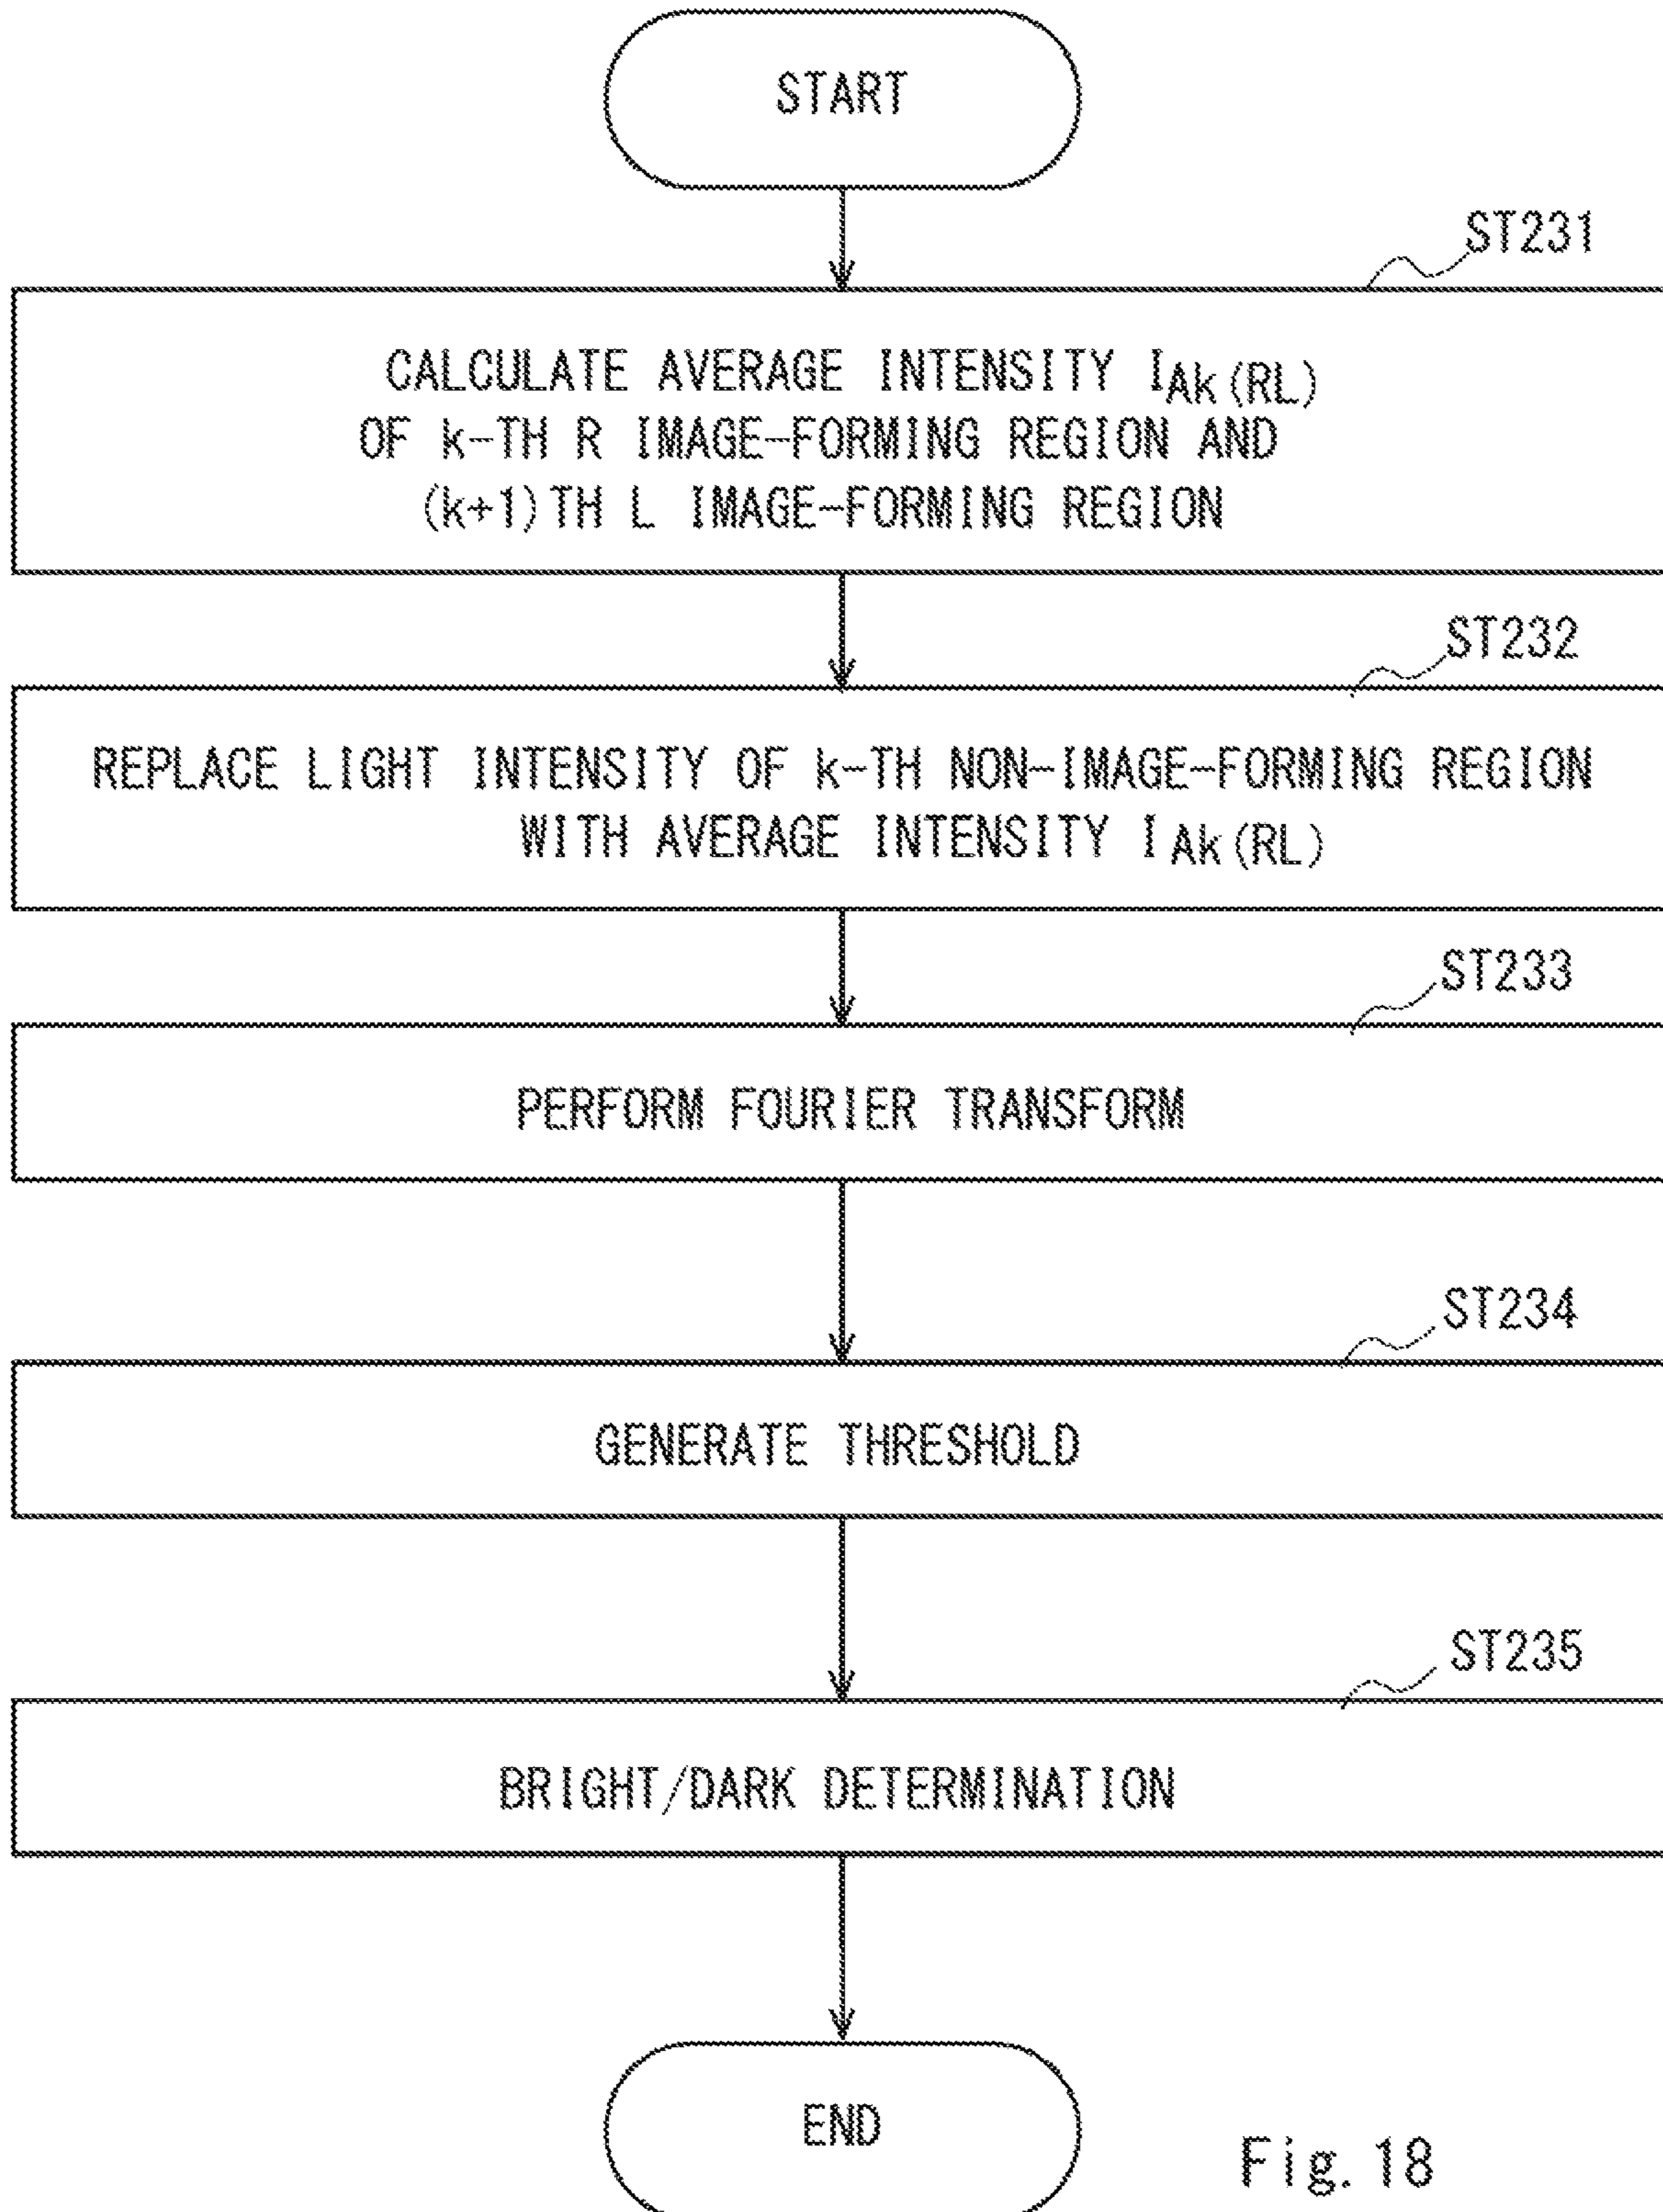 START
ST231
CALCULATE AVERAGE INTENSITY IAk(RL)
OF k-TH R IMAGE-FORMING REGION AND
(k+1)TH L IMAGE-FORMING REGION
ST232
REPLACE LIGHT INTENSITY OF k-TH NON-IMAGE-FORMING REGION
WITH AVERAGE INTENSITY IAk(RL)
ST233
PERFORM FOURIER TRANSFORM
ST234
GENERATE THRESHOLD
ST235
BRIGHT/DARK DETERMINATION
END
Fig.18